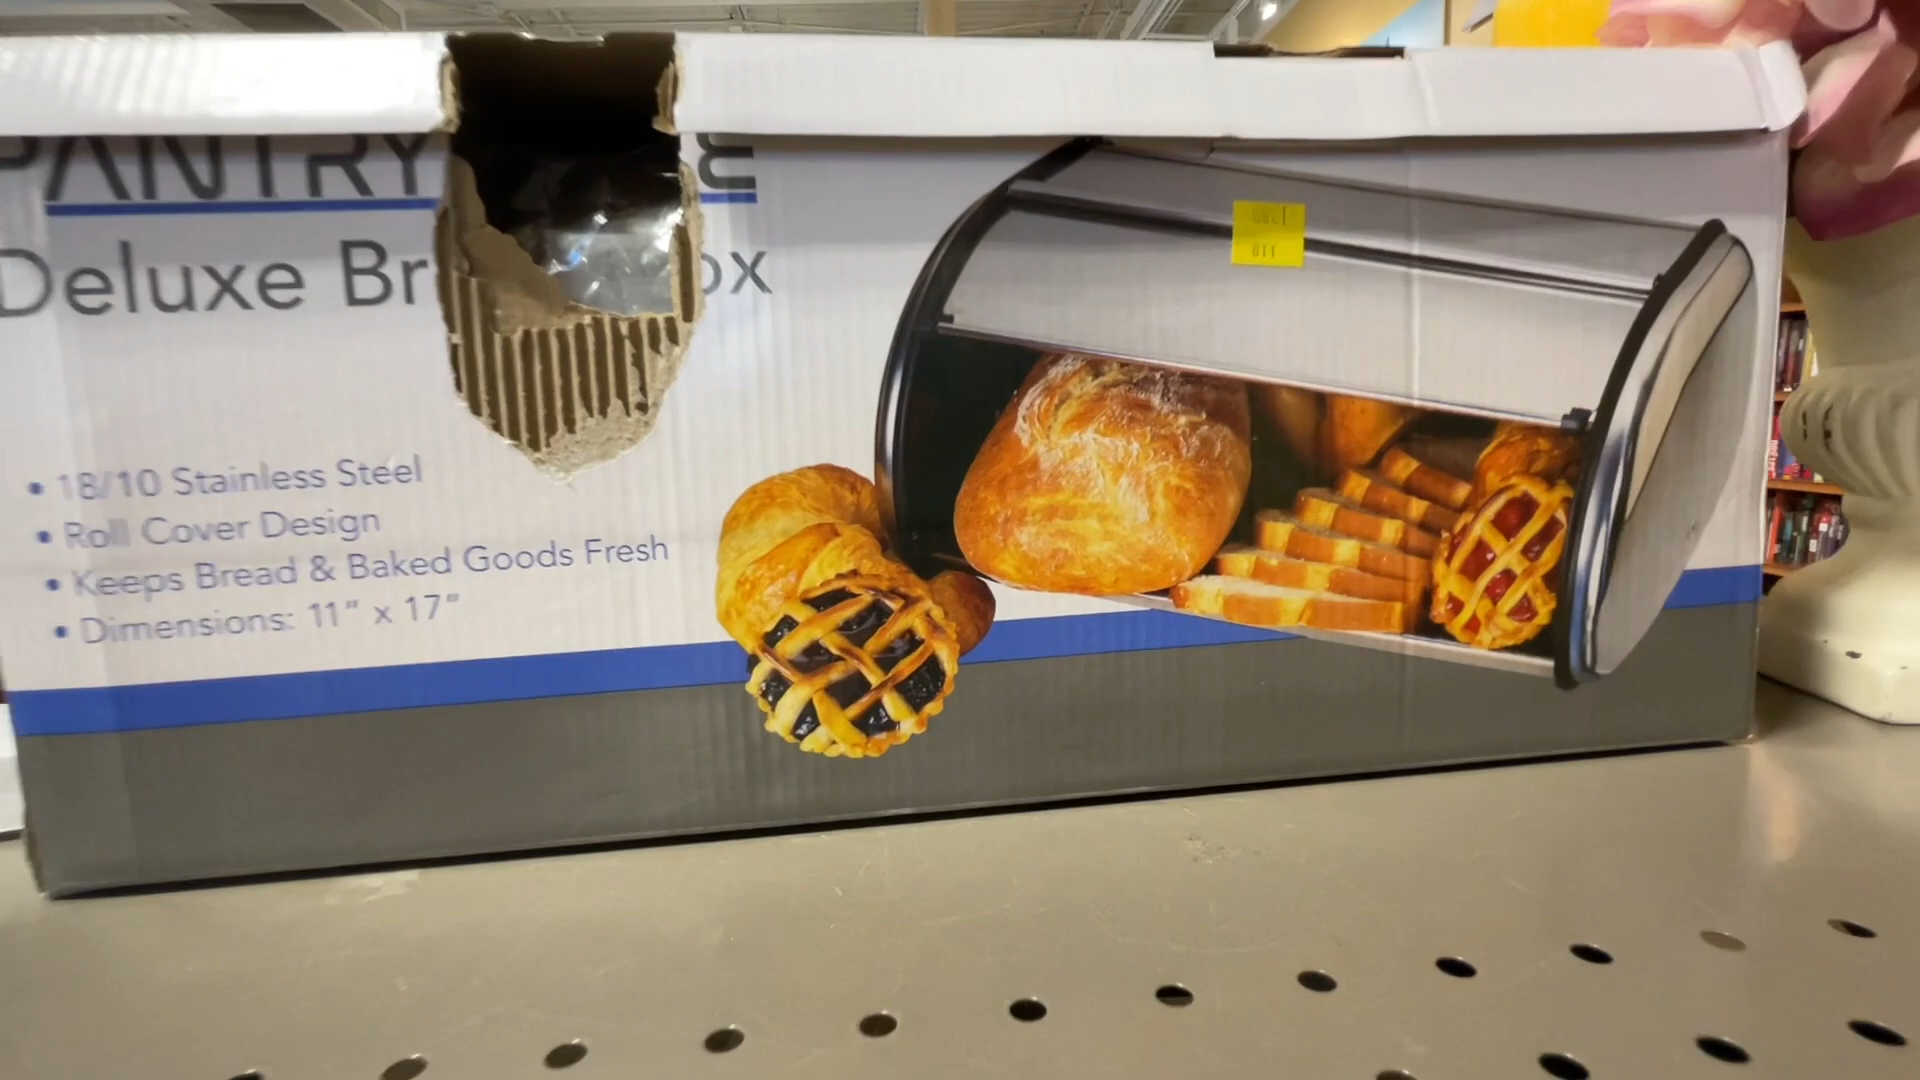 PANTRY
Deluxe Br ox
• 18/10 Stainless Steel
• Roll Cover Design
• Keeps Bread & Baked Goods Fresh
• Dimensions: 11" x 17"